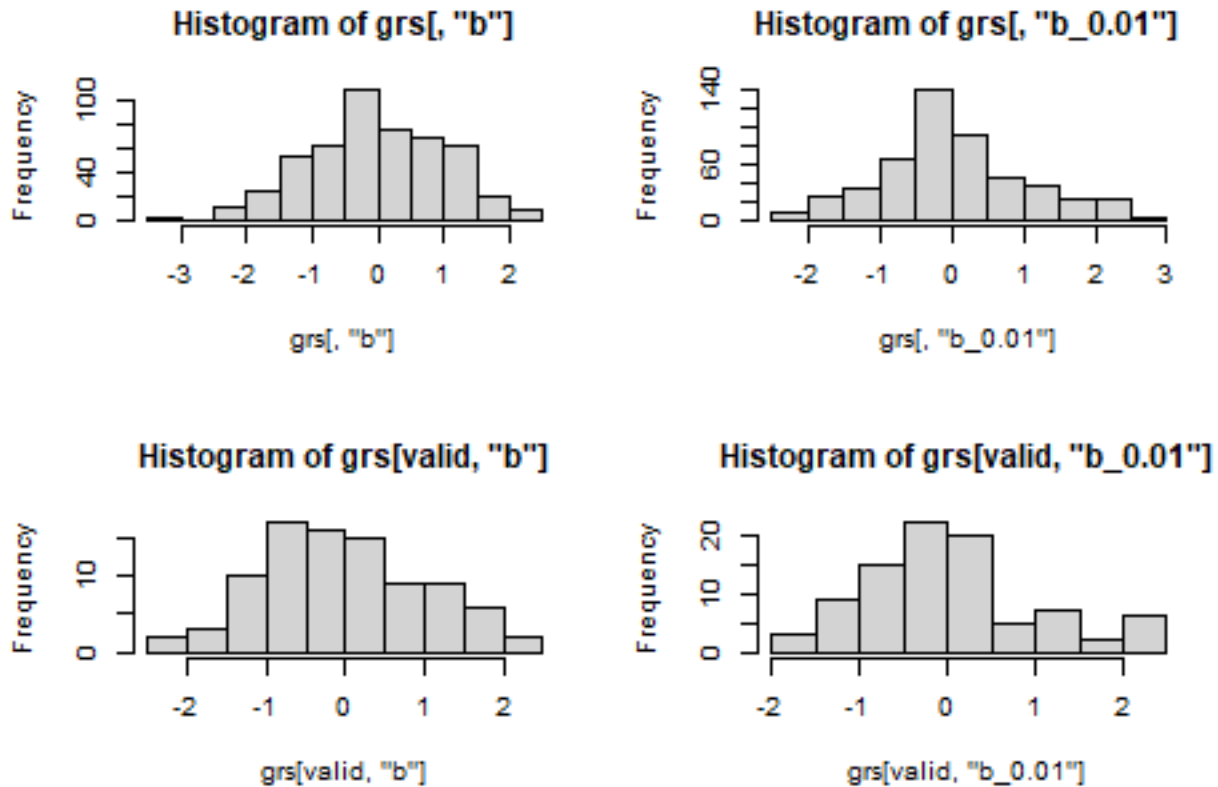 Histogram of grs[, "b"]
Frequency
0 40 100
-3 -2 -1 0 1 2
grs[, "b"]
Histogram of grs[, "b_0.01"]
Frequency
0 60 140
-2 -1 0 1 2 3
grs[, "b_0.01"]
Histogram of grs[valid, "b"]
Frequency
0 10
-2 -1 0 1 2
grs[valid, "b"]
Histogram of grs[valid, "b_0.01"]
Frequency
0 10 20
-2 -1 0 1 2
grs[valid, "b_0.01"]